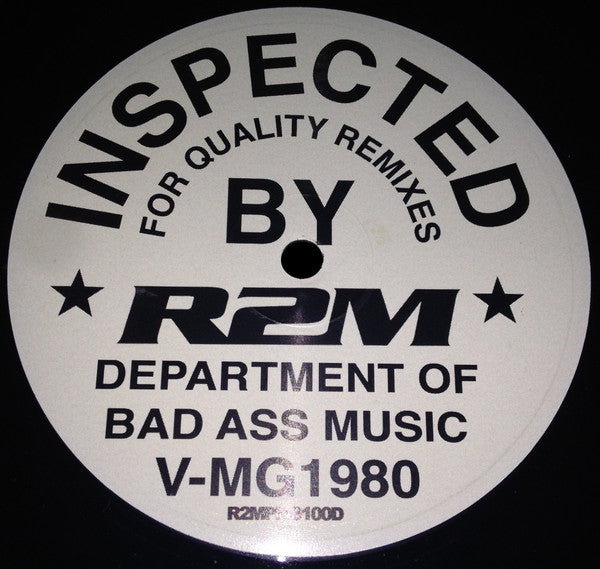 INSPECTED
FOR QUALITY REMIXES
BY
R2M
DEPARTMENT OF
BAD ASS MUSIC
V-MG1980